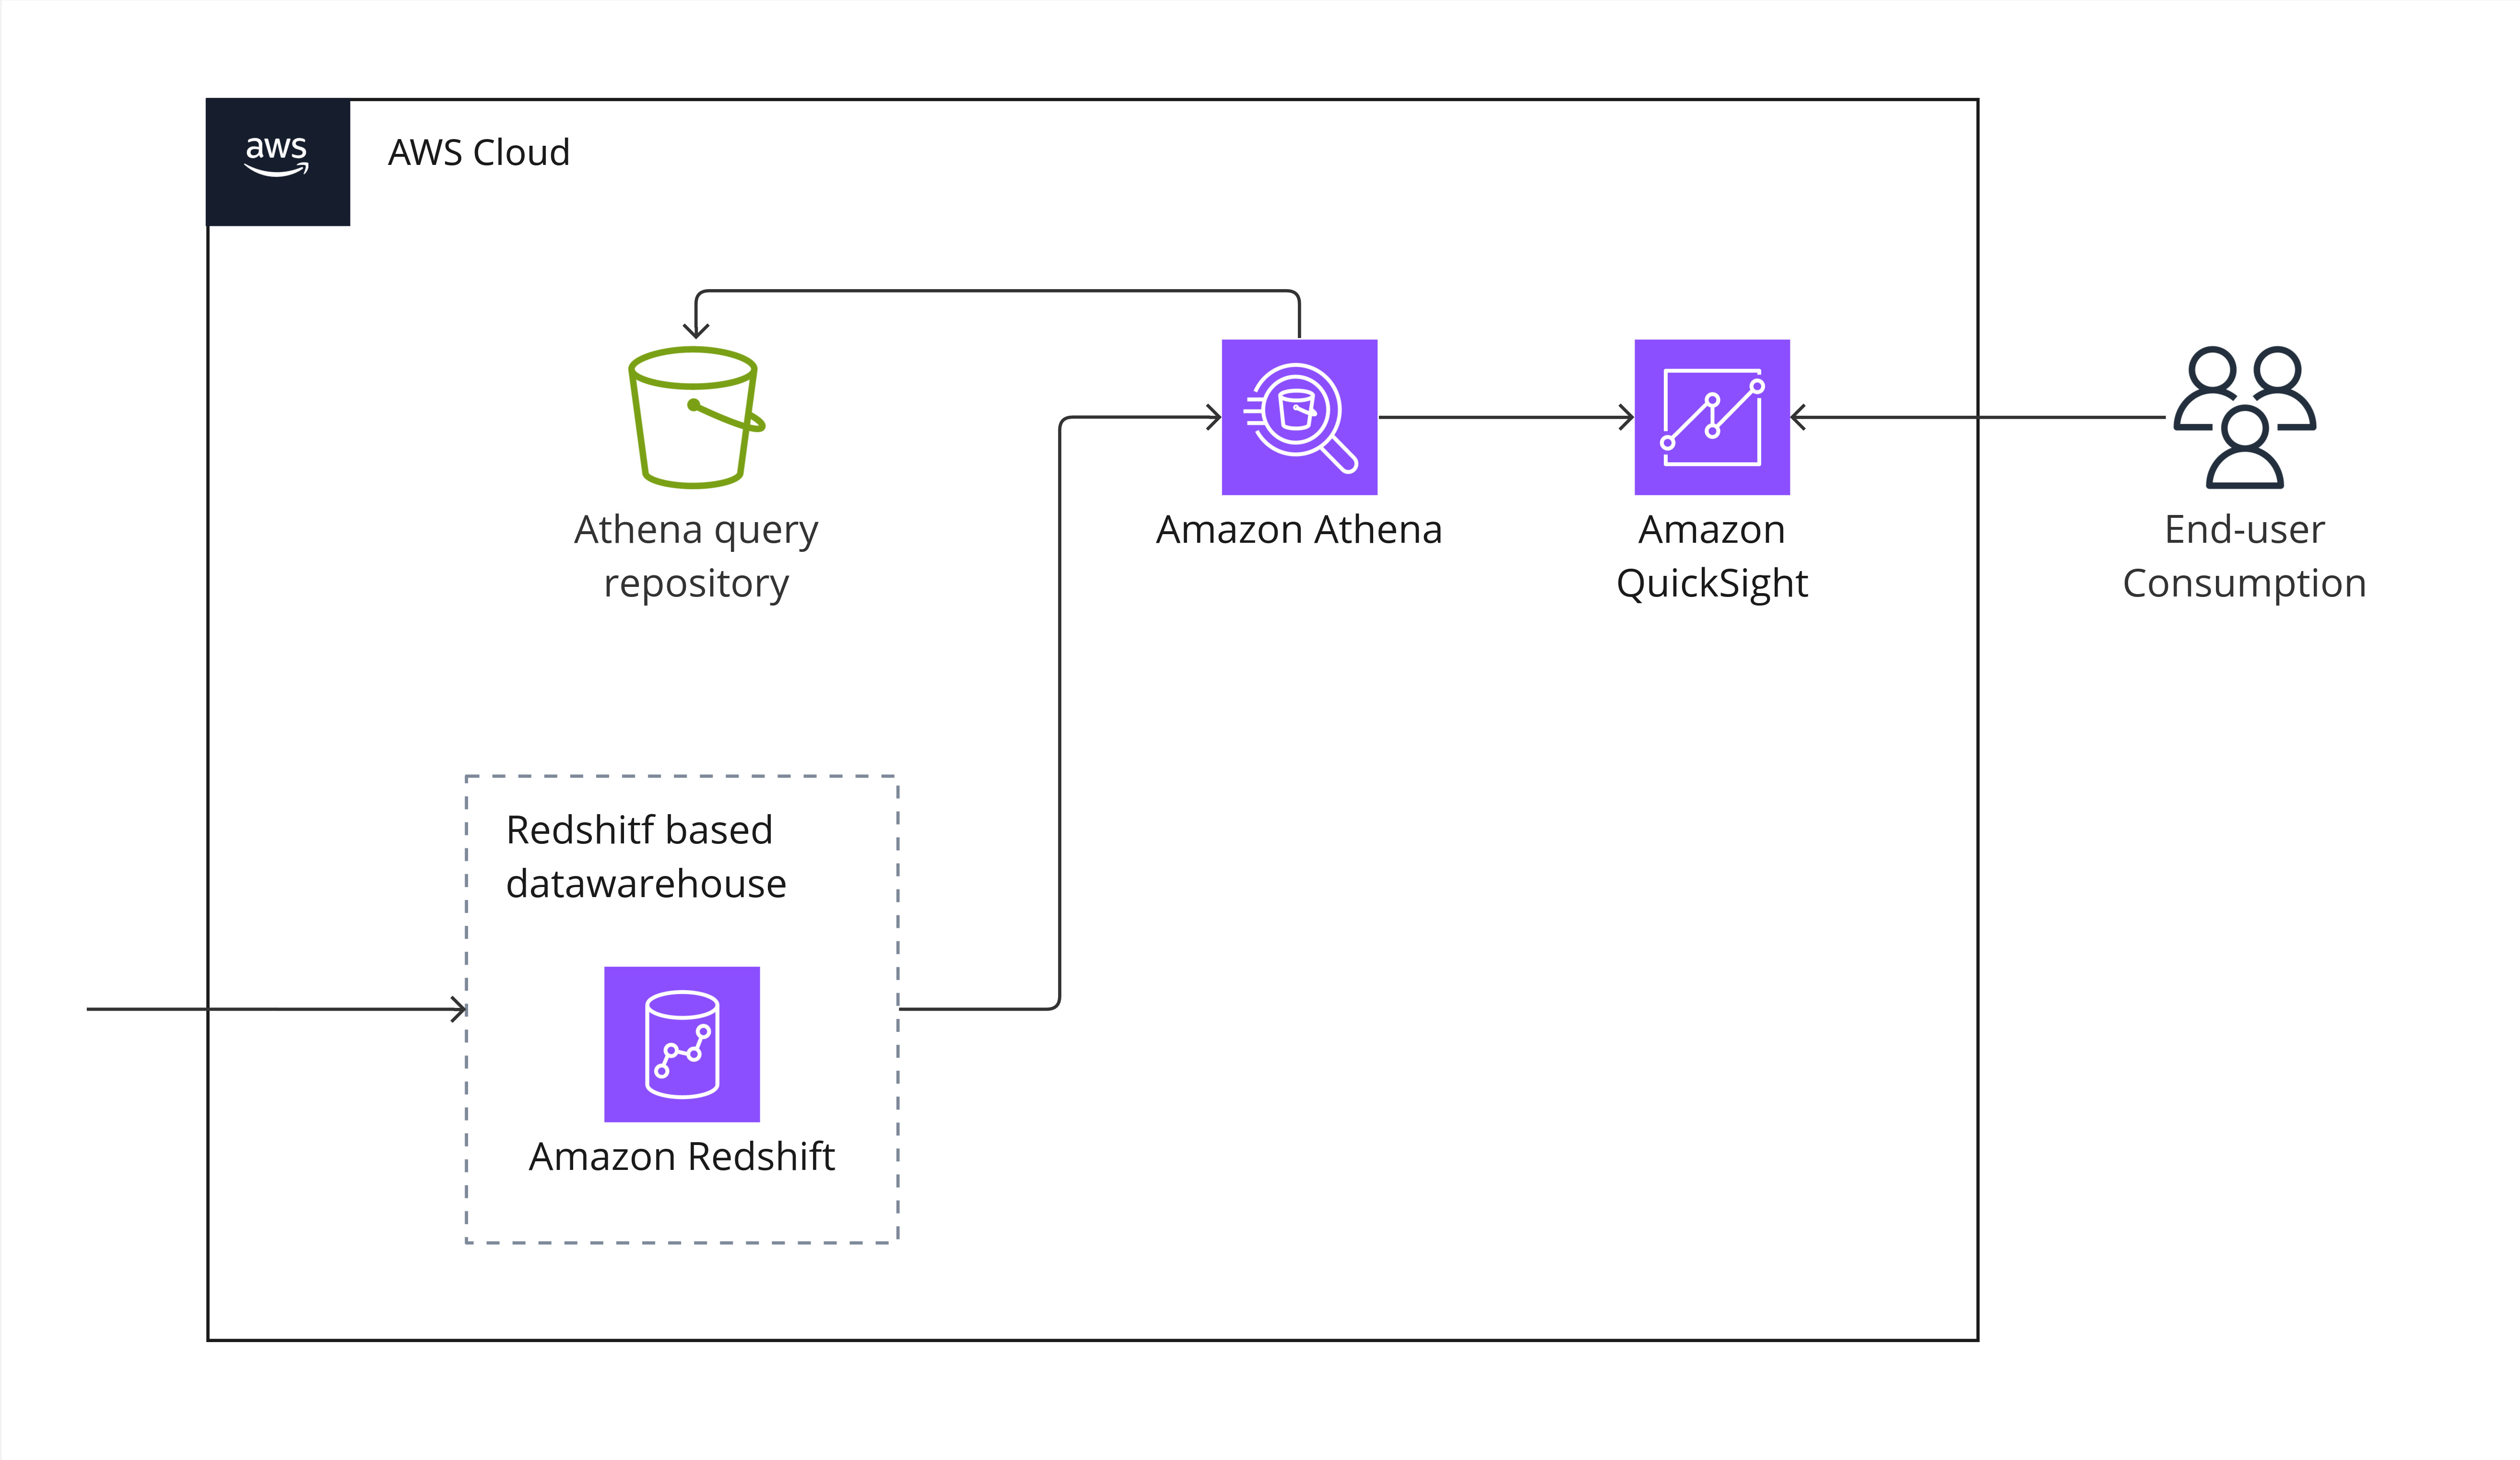 aws
AWS Cloud
Athena query
repository
Amazon Athena
Amazon
QuickSight
End-user
Consumption
Redshitf based
datawarehouse
Amazon Redshift